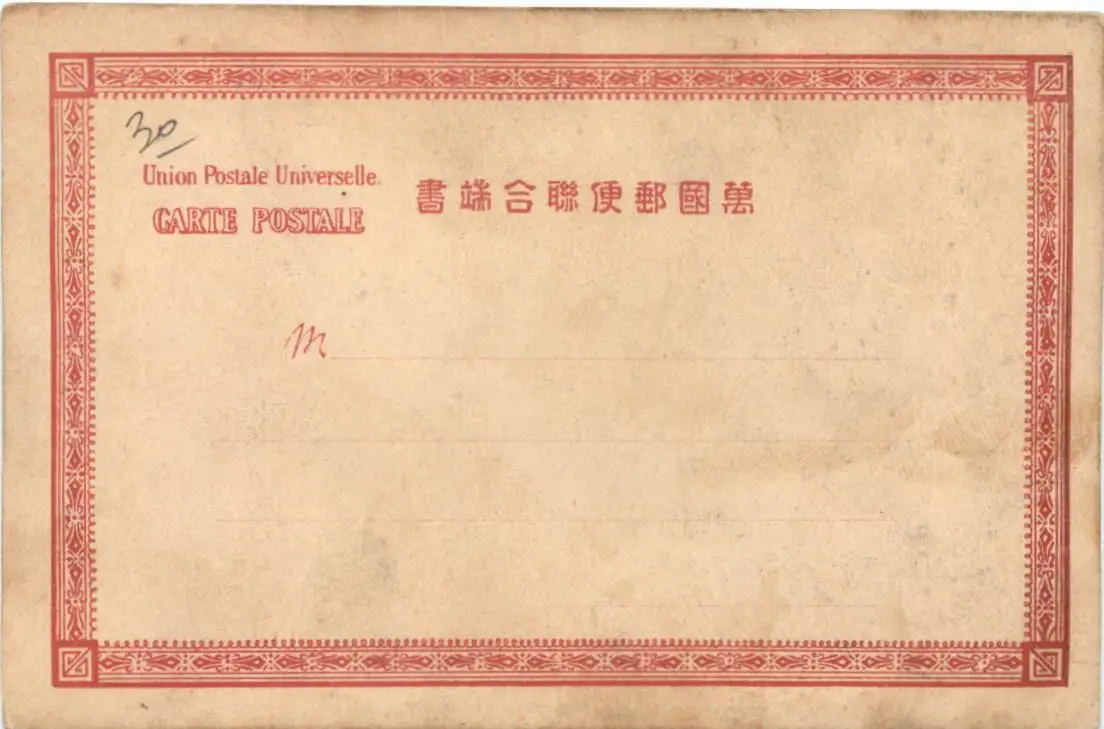 30
Union Postale Universelle.
CARTE POSTALE
書端合聯便郵國萬
M